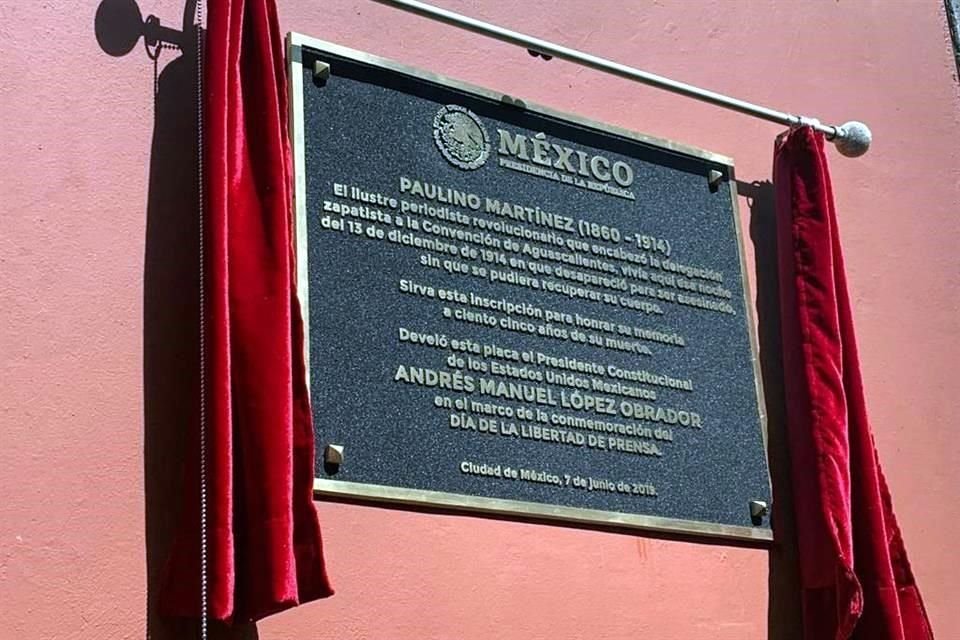 MÉXICO
PRESIDENCIA DE LA REPÚBLICA
PAULINO MARTÍNEZ (1860 - 1914)
El ilustre periodista revolucionario que encabezó la delegación
zapatista a la Convención de Aguascalientes, vivía aquí esa noche
del 13 de diciembre de 1914 en que desapareció para ser asesinado,
sin que se pudiera recuperar su cuerpo.
Sirva esta inscripción para honrar su memoria
a ciento cinco años de su muerte.
Develó esta placa el Presidente Constitucional
de los Estados Unidos Mexicanos
ANDRÉS MANUEL LÓPEZ OBRADOR
en el marco de la conmemoración del
DÍA DE LA LIBERTAD DE PRENSA.
Ciudad de México, 7 de junio de 2019.